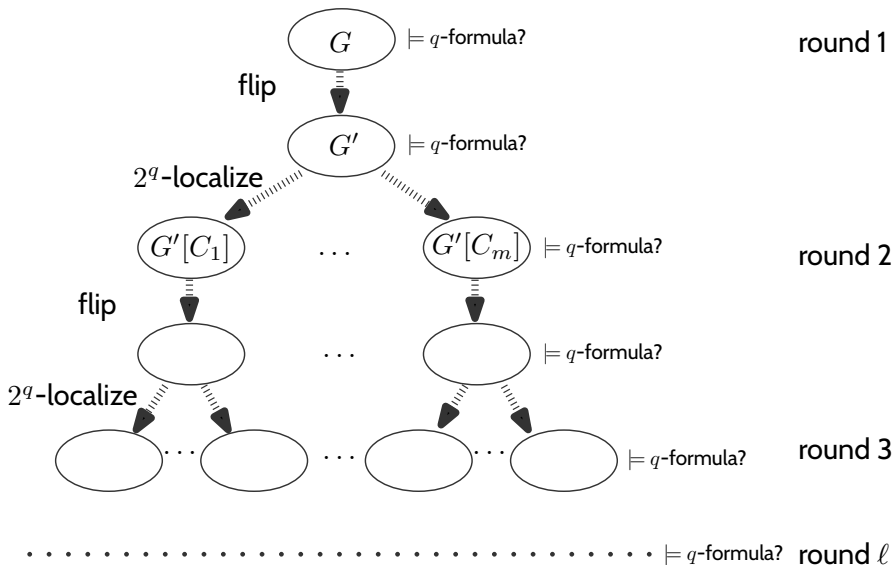 G ⊨ q-formula? round 1
flip
G′ ⊨ q-formula?
2^q-localize
G′[C_1] ... G′[C_m] ⊨ q-formula? round 2
flip
... ⊨ q-formula?
2^q-localize
... ... ... ⊨ q-formula? round 3
⊨ q-formula? round ℓ